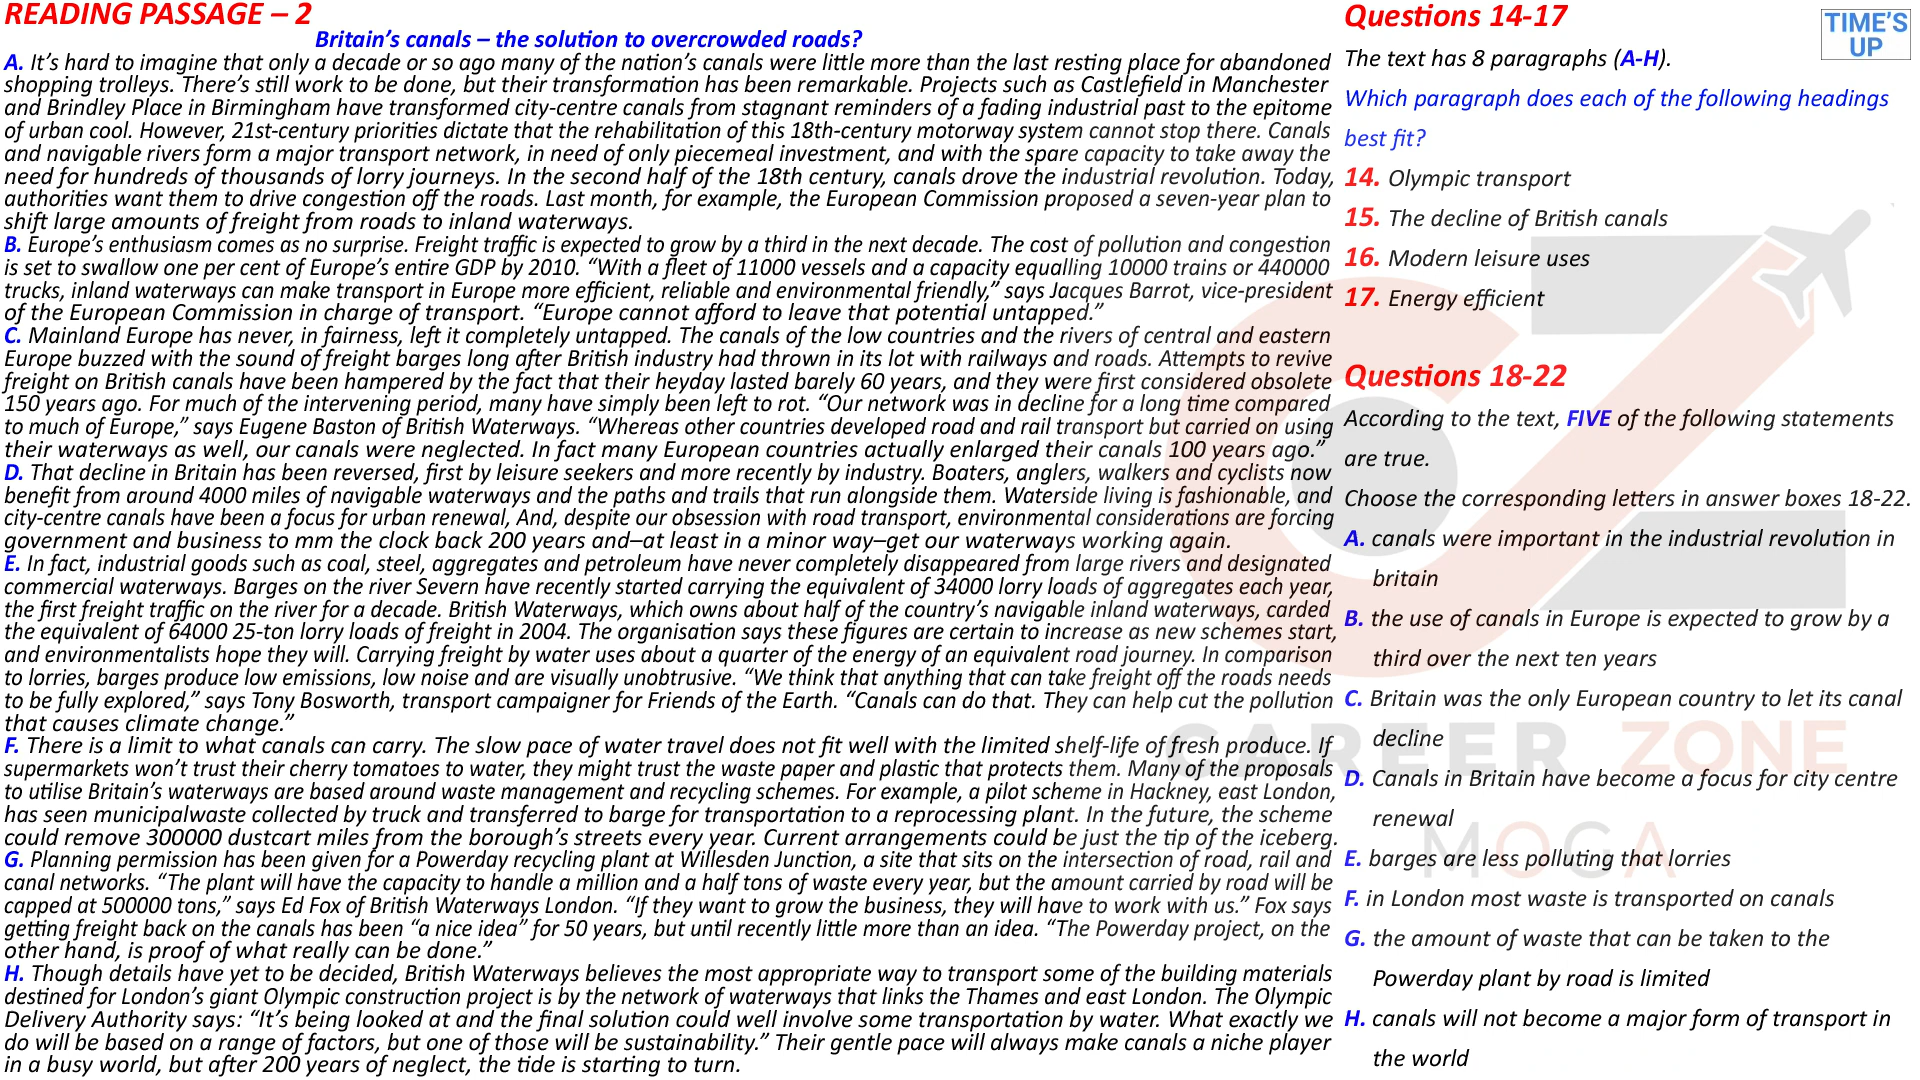 READING PASSAGE – 2
Britain's canals – the solution to overcrowded roads?
A. It's hard to imagine that only a decade or so ago many of the nation's canals were little more than the last resting place for abandoned
shopping trolleys. There's still work to be done, but their transformation has been remarkable. Projects such as Castlefield in Manchester
and Brindley Place in Birmingham have transformed city-centre canals from stagnant reminders of a fading industrial past to the epitome
of urban cool. However, 21st-century priorities dictate that the rehabilitation of this 18th-century motorway system cannot stop there. Canals
and navigable rivers form a major transport network, in need of only piecemeal investment, and with the spare capacity to take away the
need for hundreds of thousands of lorry journeys. In the second half of the 18th century, canals drove the industrial revolution. Today,
authorities want them to drive congestion off the roads. Last month, for example, the European Commission proposed a seven-year plan to
shift large amounts of freight from roads to inland waterways.
B. Europe's enthusiasm comes as no surprise. Freight traffic is expected to grow by a third in the next decade. The cost of pollution and congestion
is set to swallow one per cent of Europe's entire GDP by 2010. "With a fleet of 11000 vessels and a capacity equalling 10000 trains or 440000
trucks, inland waterways can make transport in Europe more efficient, reliable and environmental friendly," says Jacques Barrot, vice-president
of the European Commission in charge of transport. "Europe cannot afford to leave that potential untapped."
C. Mainland Europe has never, in fairness, left it completely untapped. The canals of the low countries and the rivers of central and eastern
Europe buzzed with the sound of freight barges long after British industry had thrown in its lot with railways and roads. Attempts to revive
freight on British canals have been hampered by the fact that their heyday lasted barely 60 years, and they were first considered obsolete
150 years ago. For much of the intervening period, many have simply been left to rot. "Our network was in decline for a long time compared
to much of Europe," says Eugene Baston of British Waterways. "Whereas other countries developed road and rail transport but carried on using
their waterways as well, our canals were neglected. In fact many European countries actually enlarged their canals 100 years ago."
D. That decline in Britain has been reversed, first by leisure seekers and more recently by industry. Boaters, anglers, walkers and cyclists now
benefit from around 4000 miles of navigable waterways and the paths and trails that run alongside them. Waterside living is fashionable, and
city-centre canals have been a focus for urban renewal, And, despite our obsession with road transport, environmental considerations are forcing
government and business to mm the clock back 200 years and–at least in a minor way–get our waterways working again.
E. In fact, industrial goods such as coal, steel, aggregates and petroleum have never completely disappeared from large rivers and designated
commercial waterways. Barges on the river Severn have recently started carrying the equivalent of 34000 lorry loads of aggregates each year,
the first freight traffic on the river for a decade. British Waterways, which owns about half of the country's navigable inland waterways, carded
the equivalent of 64000 25-ton lorry loads of freight in 2004. The organisation says these figures are certain to increase as new schemes start,
and environmentalists hope they will. Carrying freight by water uses about a quarter of the energy of an equivalent road journey. In comparison
to lorries, barges produce low emissions, low noise and are visually unobtrusive. "We think that anything that can take freight off the roads needs
to be fully explored," says Tony Bosworth, transport campaigner for Friends of the Earth. "Canals can do that. They can help cut the pollution
that causes climate change."
F. There is a limit to what canals can carry. The slow pace of water travel does not fit well with the limited shelf-life of fresh produce. If
supermarkets won't trust their cherry tomatoes to water, they might trust the waste paper and plastic that protects them. Many of the proposals
to utilise Britain's waterways are based around waste management and recycling schemes. For example, a pilot scheme in Hackney, east London,
has seen municipalwaste collected by truck and transferred to barge for transportation to a reprocessing plant. In the future, the scheme
could remove 300000 dustcart miles from the borough's streets every year. Current arrangements could be just the tip of the iceberg.
G. Planning permission has been given for a Powerday recycling plant at Willesden Junction, a site that sits on the intersection of road, rail and
canal networks. "The plant will have the capacity to handle a million and a half tons of waste every year, but the amount carried by road will be
capped at 500000 tons," says Ed Fox of British Waterways London. "If they want to grow the business, they will have to work with us." Fox says
getting freight back on the canals has been "a nice idea" for 50 years, but until recently little more than an idea. "The Powerday project, on the
other hand, is proof of what really can be done."
H. Though details have yet to be decided, British Waterways believes the most appropriate way to transport some of the building materials
destined for London's giant Olympic construction project is by the network of waterways that links the Thames and east London. The Olympic
Delivery Authority says: "It's being looked at and the final solution could well involve some transportation by water. What exactly we
do will be based on a range of factors, but one of those will be sustainability." Their gentle pace will always make canals a niche player
in a busy world, but after 200 years of neglect, the tide is starting to turn.
Questions 14-17
TIME'S
UP
The text has 8 paragraphs (A-H).
Which paragraph does each of the following headings
best fit?
14. Olympic transport
15. The decline of British canals
16. Modern leisure uses
17. Energy efficient
Questions 18-22
According to the text, FIVE of the following statements
are true.
Choose the corresponding letters in answer boxes 18-22.
A. canals were important in the industrial revolution in
britain
B. the use of canals in Europe is expected to grow by a
third over the next ten years
C. Britain was the only European country to let its canal
decline
D. Canals in Britain have become a focus for city centre
renewal
E. barges are less polluting that lorries
F. in London most waste is transported on canals
G. the amount of waste that can be taken to the
Powerday plant by road is limited
H. canals will not become a major form of transport in
the world
CAREER ZONE
MOGA